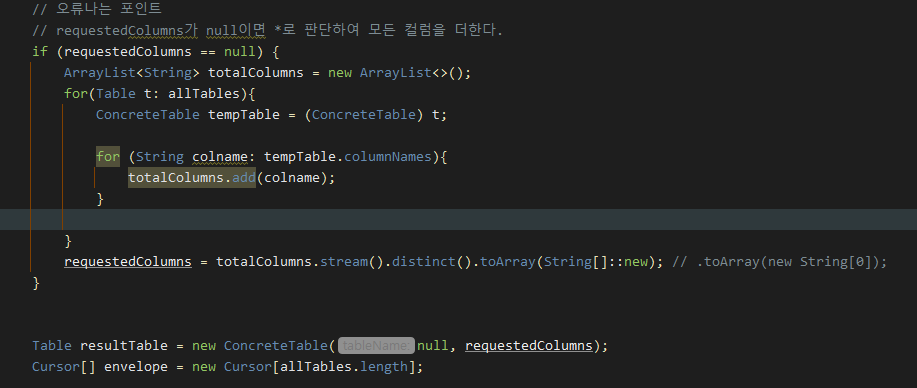 // 오류나는 포인트
// requestedColumns가 null이면 *로 판단하여 모든 컬럼을 더한다.
if (requestedColumns == null) {
ArrayList<String> totalColumns = new ArrayList<>();
for(Table t: allTables){
ConcreteTable tempTable = (ConcreteTable) t;
for (String colname: tempTable.columnNames){
totalColumns.add(colname);
}
}
requestedColumns = totalColumns.stream().distinct().toArray(String[]::new); // .toArray(new String[0]);
}
Table resultTable = new ConcreteTable( tableName: null, requestedColumns);
Cursor[] envelope = new Cursor[allTables.length];